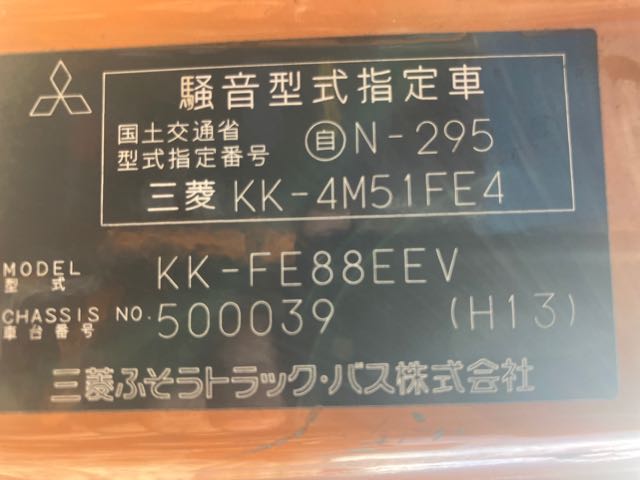 騒音型式指定車
国土交通省
型式指定番号 自 N-295
三菱 KK-4M51FE4
MODEL
型式 KK-FE88EEV
CHASSIS NO.
車台番号 500039 (H13)
三菱ふそうトラック・バス株式会社